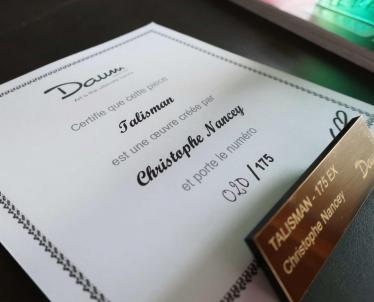 Daum
Certifie que cette pièce
Talisman
est une œuvre créée par
Christophe Nancey
et porte le numéro
020 / 175
TALISMAN - 175 EX
Christophe Nancey